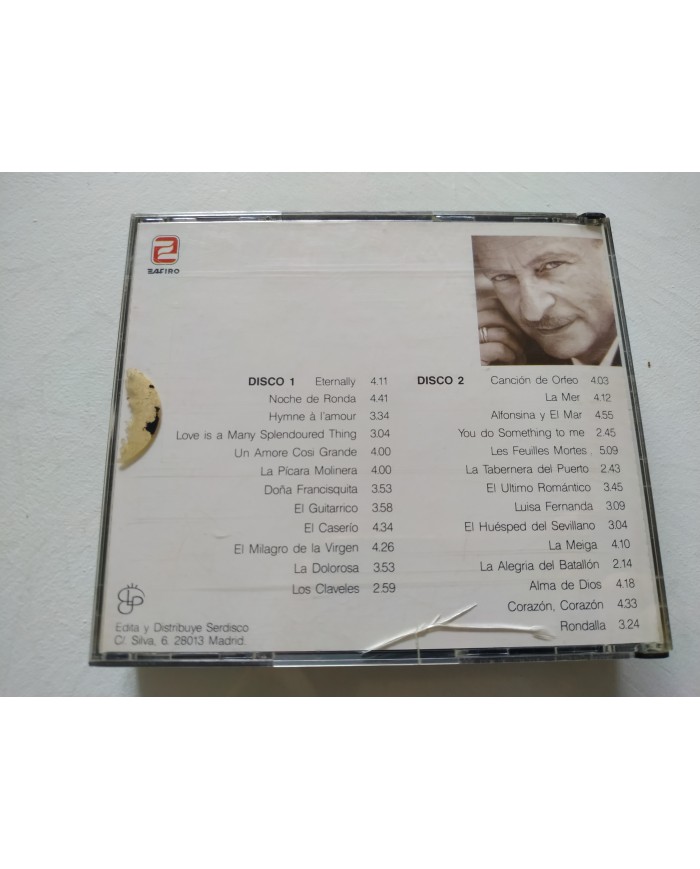 ZAFIRO
DISCO 1 Eternally 4.11
Noche de Ronda 4.41
Hymne à l'amour 3.34
Love is a Many Splendoured Thing 3.04
Un Amore Cosi Grande 4.00
La Pícara Molinera 4.00
Doña Francisquita 3.53
El Guitarrico 3.58
El Caserío 4.34
El Milagro de la Virgen 4.26
La Dolorosa 3.53
Los Claveles 2.59
DISCO 2 Canción de Orfeo 4.03
La Mer 4.12
Alfonsina y El Mar 4.55
You do Something to me 2.45
Les Feuilles Mortes 5.09
La Tabernera del Puerto 2.43
El Ultimo Romántico 3.45
Luisa Fernanda 3.09
El Huésped del Sevillano 3.04
La Meiga 4.10
La Alegria del Batallón 2.14
Alma de Dios 4.18
Corazón, Corazón 4.33
Rondalla 3.24
Edita y Distribuye Serdisco
C/ Silva, 6. 28013 Madrid.